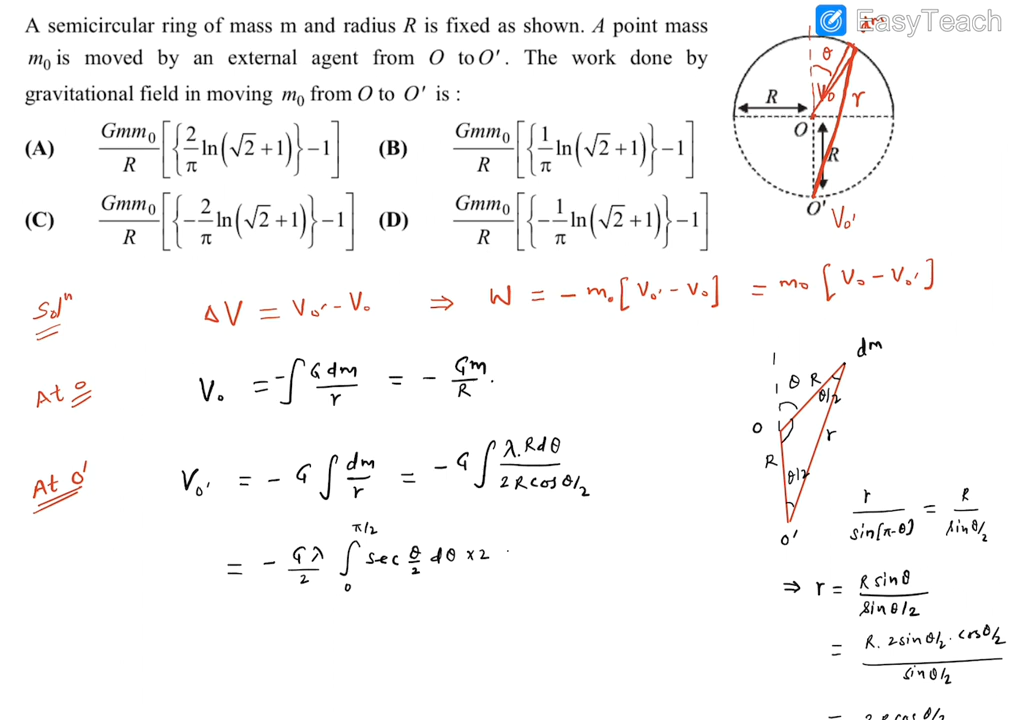 A semicircular ring of mass m and radius R is fixed as shown. A point mass
m₀ is moved by an external agent from O to O′. The work done by
gravitational field in moving m₀ from O to O′ is :
(A) Gmm₀/R [{2/π ln(√2+1)}−1] (B) Gmm₀/R [{1/π ln(√2+1)}−1]
(C) Gmm₀/R [{−2/π ln(√2+1)}−1] (D) Gmm₀/R [{−1/π ln(√2+1)}−1]
EasyTeach
θ
R V₀ r
O
R
O′ V₀′
Solⁿ ΔV = V₀′ − V₀ ⇒ W = −m₀[V₀′ − V₀] = m₀[V₀ − V₀′]
At O V₀ = −∫ G dm/r = − Gm/R.
At O′ V₀′ = − G ∫ dm/r = − G ∫ λ.Rdθ/2R cos θ/2
= − Gλ/2 ∫₀^π/2 sec θ/2 dθ × 2
dm
θ R θ/2
O r
R θ/2
O′
r/sin(π−θ) = R/sin θ/2
⇒ r = R sin θ/sin θ/2
= R. 2 sin θ/2 . cos θ/2/sin θ/2